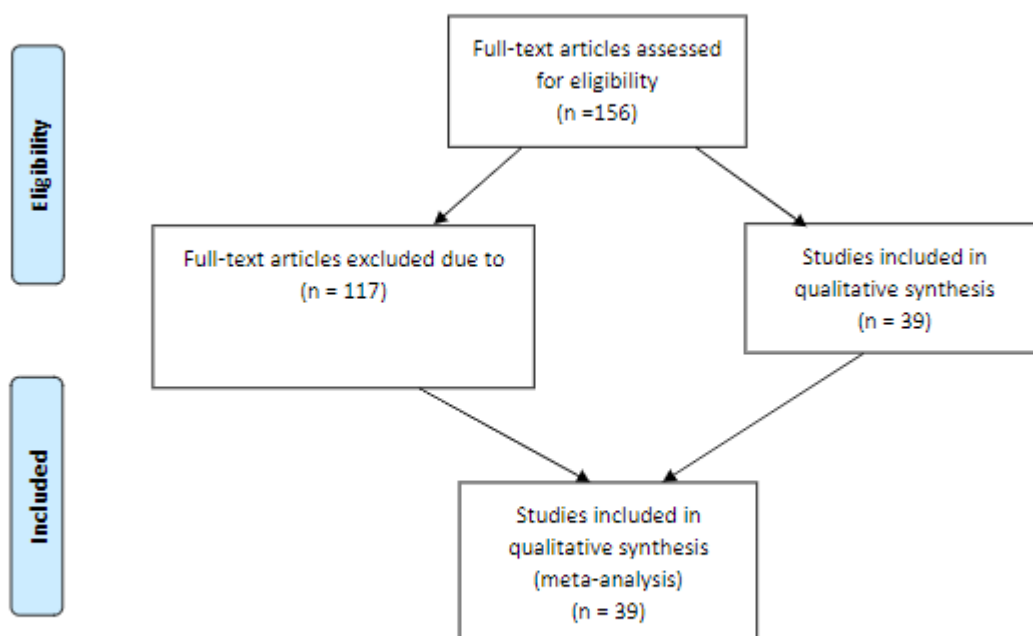 Full-text articles assessed
for eligibility
(n =156)
Eligibility
Full-text articles excluded due to
(n = 117)
Studies included in
qualitative synthesis
(n = 39)
Included
Studies included in
qualitative synthesis
(meta-analysis)
(n = 39)